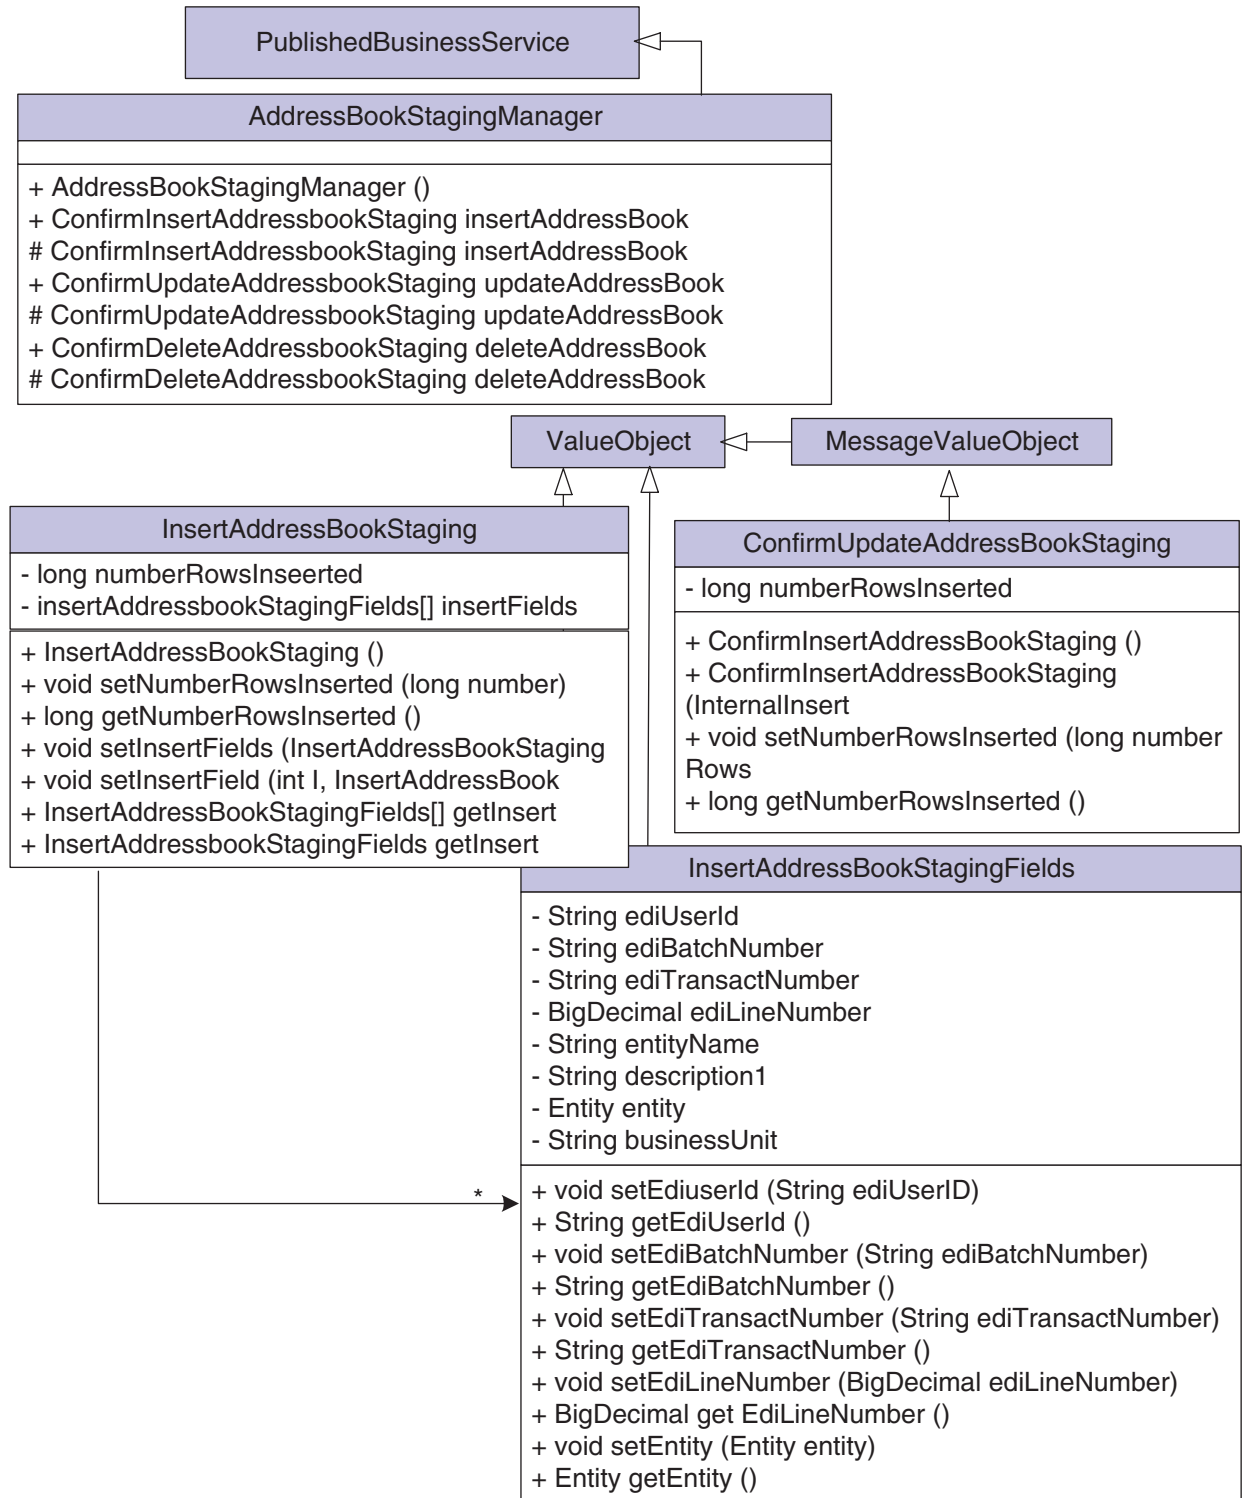 PublishedBusinessService
AddressBookStagingManager
+ AddressBookStagingManager ()
+ ConfirmInsertAddressbookStaging insertAddressBook
# ConfirmInsertAddressbookStaging insertAddressBook
+ ConfirmUpdateAddressbookStaging updateAddressBook
# ConfirmUpdateAddressbookStaging updateAddressBook
+ ConfirmDeleteAddressbookStaging deleteAddressBook
# ConfirmDeleteAddressbookStaging deleteAddressBook
ValueObject
MessageValueObject
InsertAddressBookStaging
- long numberRowsInseerted
- insertAddressbookStagingFields[] insertFields
+ InsertAddressBookStaging ()
+ void setNumberRowsInserted (long number)
+ long getNumberRowsInserted ()
+ void setInsertFields (InsertAddressBookStaging
+ void setInsertField (int I, InsertAddressBook
+ InsertAddressBookStagingFields[] getInsert
+ InsertAddressbookStagingFields getInsert
ConfirmUpdateAddressBookStaging
- long numberRowsInserted
+ ConfirmInsertAddressBookStaging ()
+ ConfirmInsertAddressBookStaging
(InternalInsert
+ void setNumberRowsInserted (long number
Rows
+ long getNumberRowsInserted ()
InsertAddressBookStagingFields
- String ediUserId
- String ediBatchNumber
- String ediTransactNumber
- BigDecimal ediLineNumber
- String entityName
- String description1
- Entity entity
- String businessUnit
*
+ void setEdiuserId (String ediUserID)
+ String getEdiUserId ()
+ void setEdiBatchNumber (String ediBatchNumber)
+ String getEdiBatchNumber ()
+ void setEdiTransactNumber (String ediTransactNumber)
+ String getEdiTransactNumber ()
+ void setEdiLineNumber (BigDecimal ediLineNumber)
+ BigDecimal get EdiLineNumber ()
+ void setEntity (Entity entity)
+ Entity getEntity ()